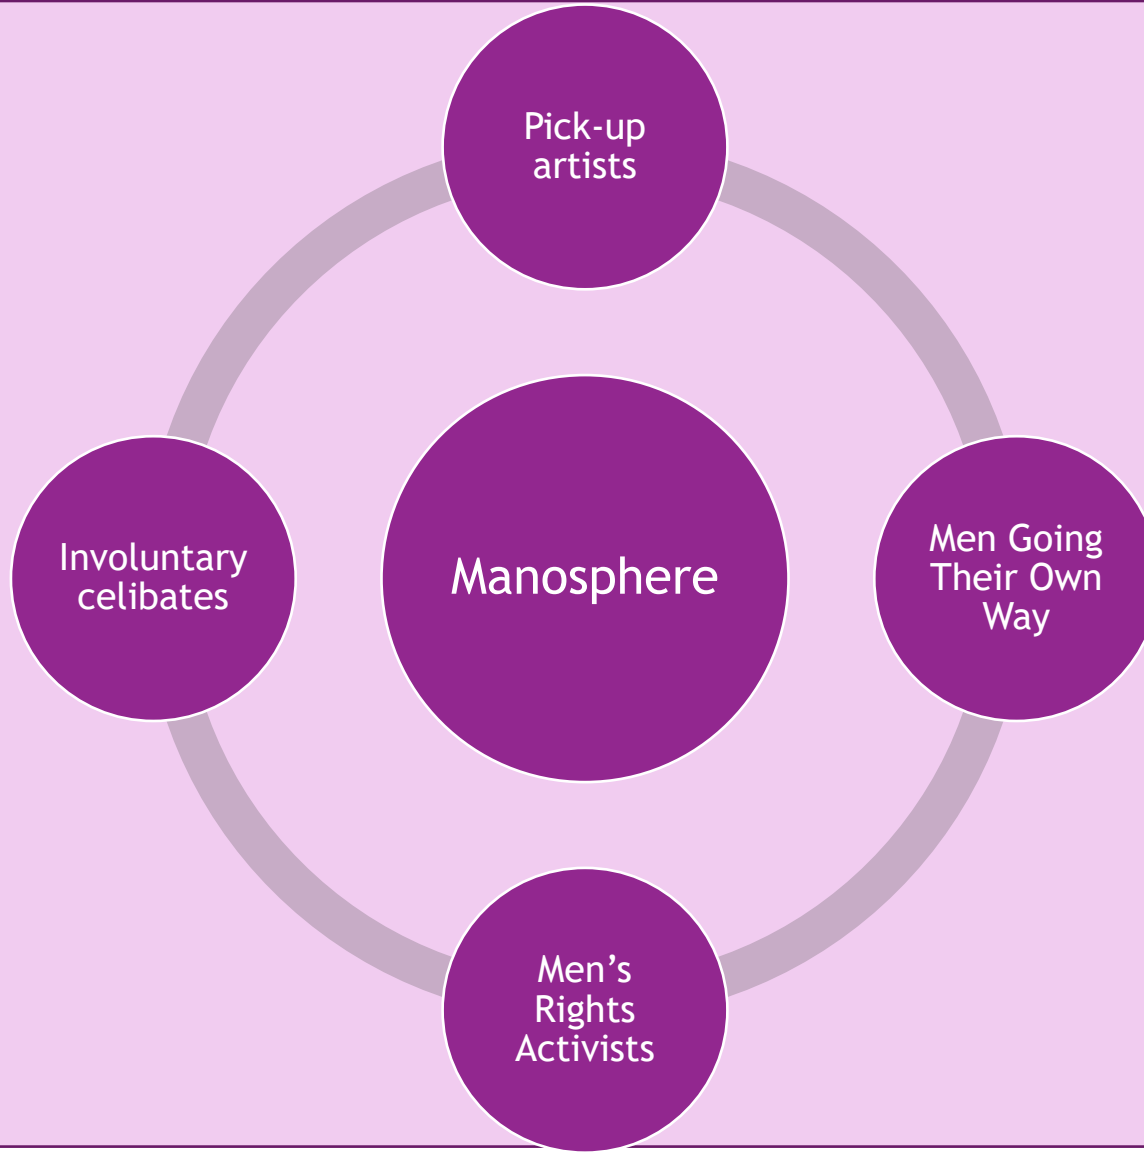 Pick-up
artists
Involuntary
celibates
Manosphere
Men Going
Their Own
Way
Men’s
Rights
Activists